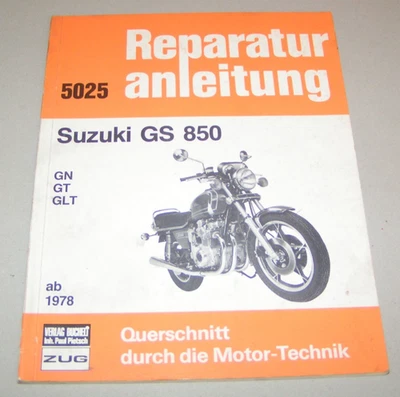 Reparatur
anleitung
5025
Suzuki GS 850
GN
GT
GLT
ab
1978
VERLAG BUCHELI
Inh. Paul Pietsch
ZUG
Querschnitt
durch die Motor-Technik